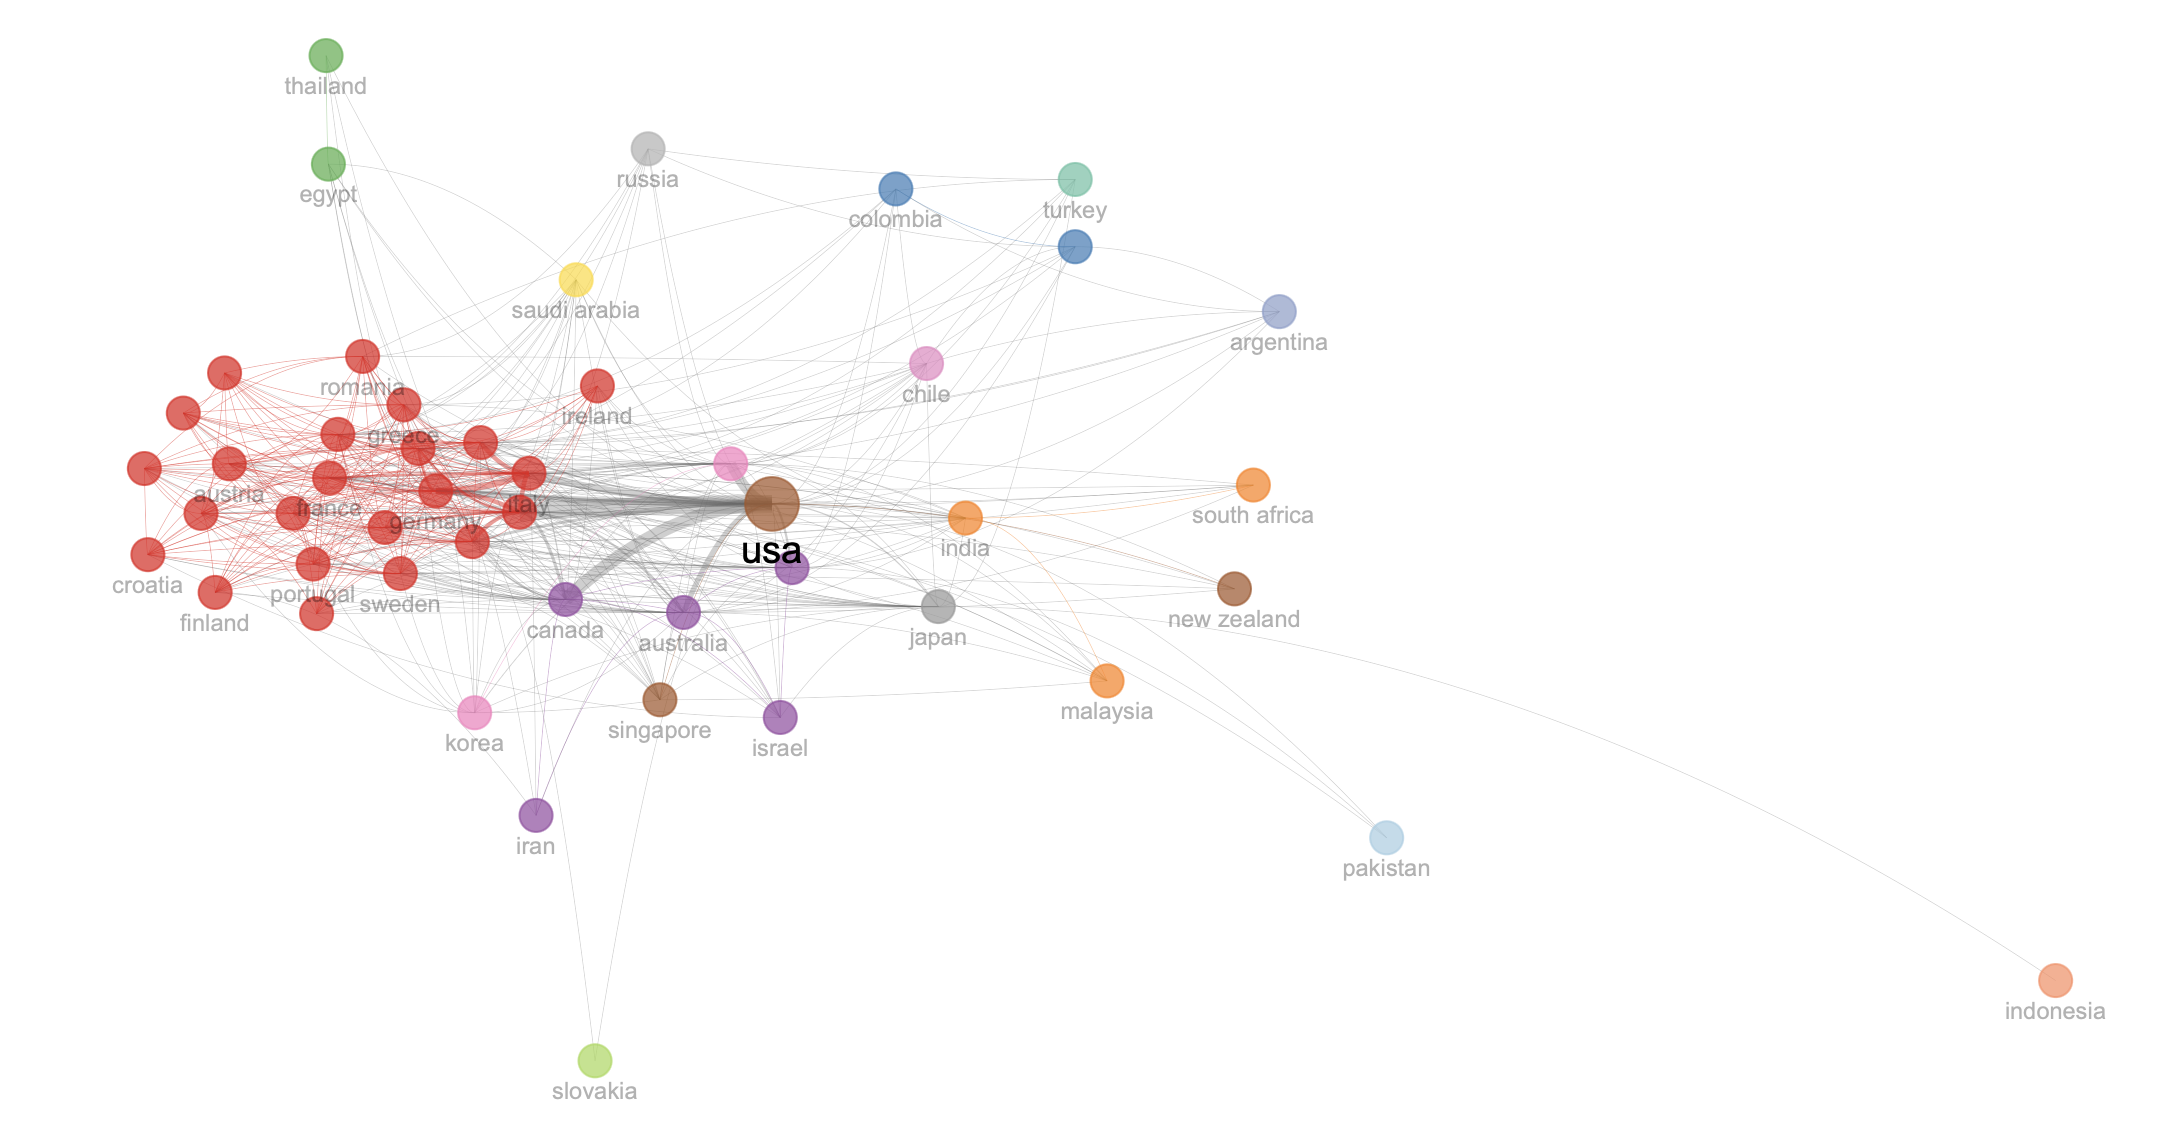 thailand
egypt
russia
colombia
turkey
saudi arabia
argentina
romania
chile
ireland
greece
austria
france
italy
south africa
germany
usa
india
croatia
portugal
sweden
finland
canada
australia
japan
new zealand
malaysia
korea
singapore
israel
iran
pakistan
indonesia
slovakia